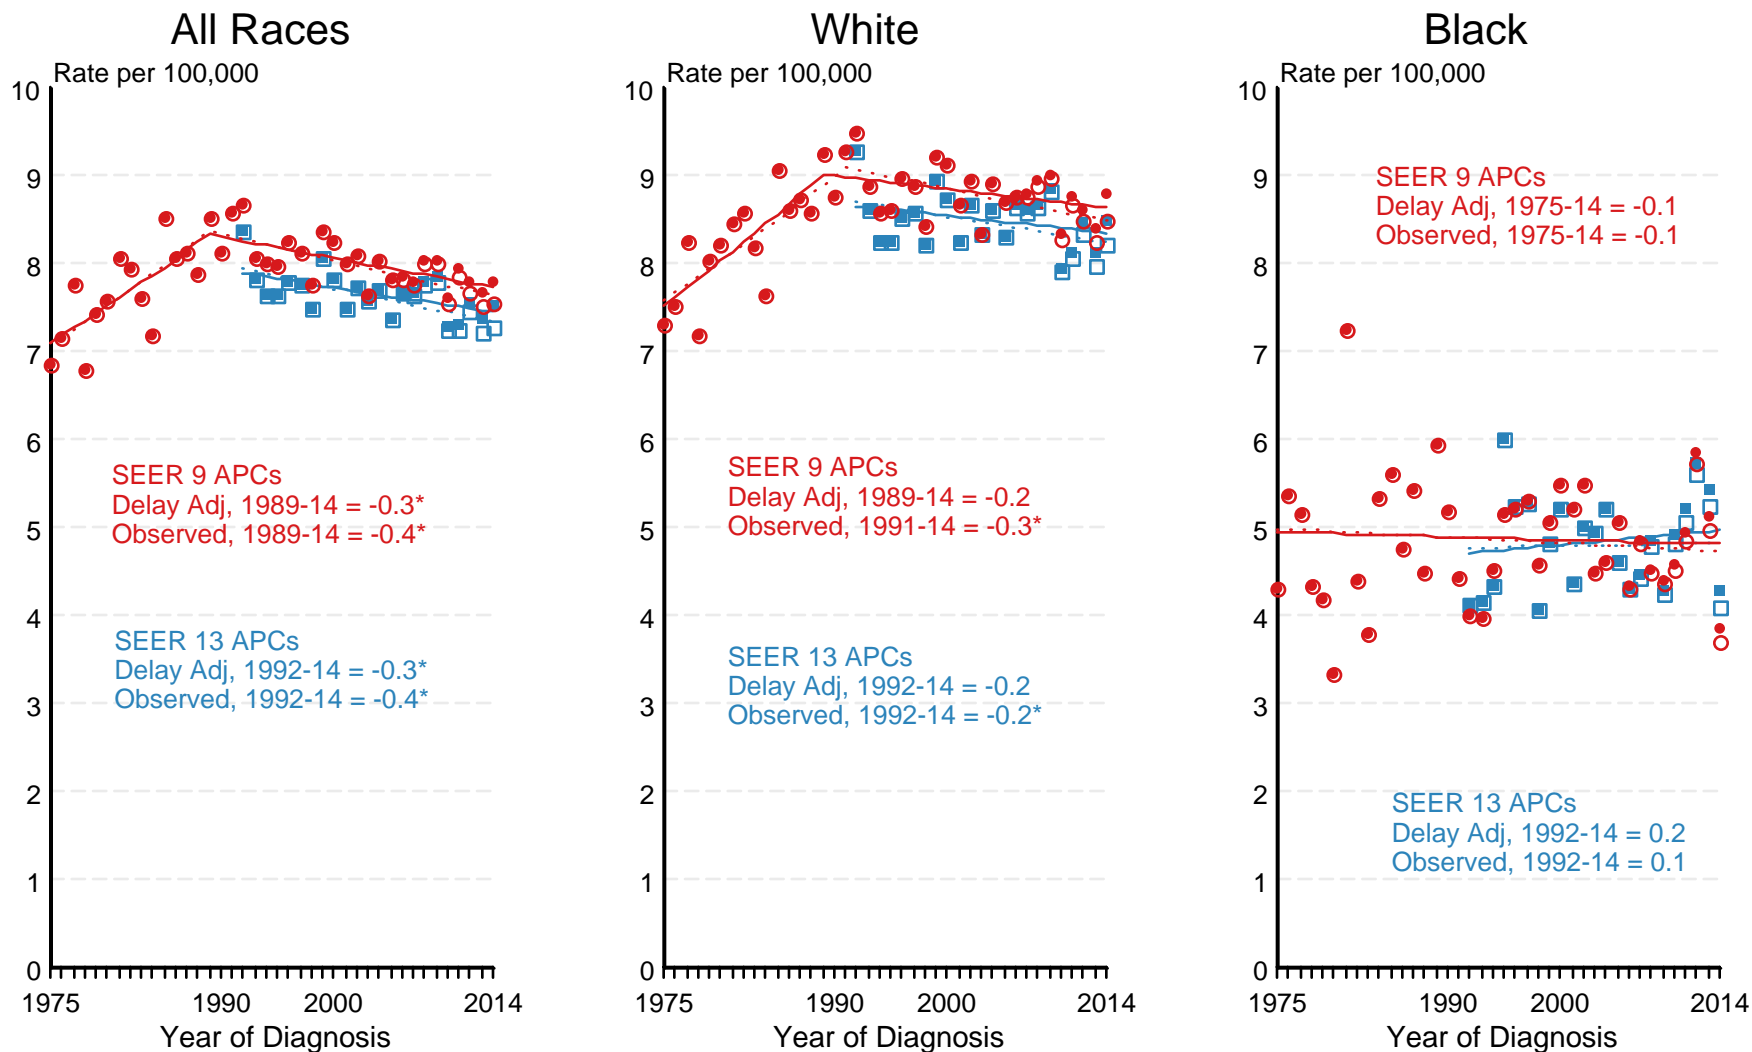 All Races
Rate per 100,000
10
9
8
7
6
5
4
3
2
1
0
SEER 9 APCs
Delay Adj, 1989-14 = -0.3*
Observed, 1989-14 = -0.4*
SEER 13 APCs
Delay Adj, 1992-14 = -0.3*
Observed, 1992-14 = -0.4*
1975 1990 2000 2014
Year of Diagnosis
White
Rate per 100,000
10
9
8
7
6
5
4
3
2
1
0
SEER 9 APCs
Delay Adj, 1989-14 = -0.2
Observed, 1991-14 = -0.3*
SEER 13 APCs
Delay Adj, 1992-14 = -0.2
Observed, 1992-14 = -0.2*
1975 1990 2000 2014
Year of Diagnosis
Black
Rate per 100,000
10
9
8
7
6
5
4
3
2
1
0
SEER 9 APCs
Delay Adj, 1975-14 = -0.1
Observed, 1975-14 = -0.1
SEER 13 APCs
Delay Adj, 1992-14 = 0.2
Observed, 1992-14 = 0.1
1975 1990 2000 2014
Year of Diagnosis